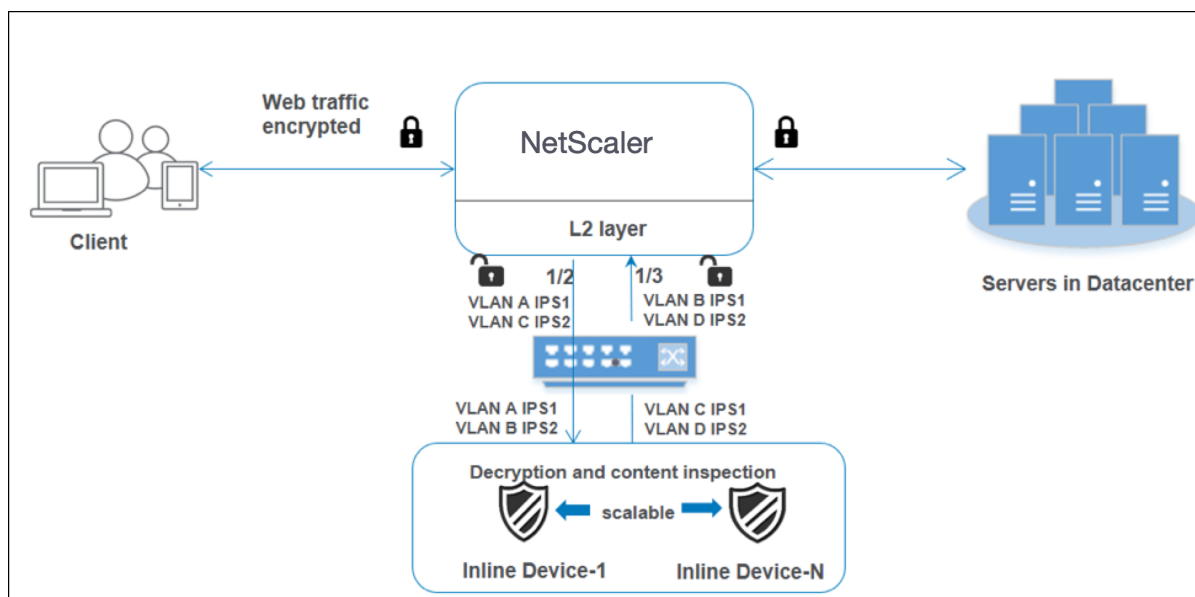 Web traffic
encrypted
NetScaler
L2 layer
Client
Servers in Datacenter
1/2
1/3
VLAN A IPS1
VLAN C IPS2
VLAN B IPS1
VLAN D IPS2
VLAN A IPS1
VLAN B IPS2
VLAN C IPS1
VLAN D IPS2
Decryption and content inspection
scalable
Inline Device-1
Inline Device-N